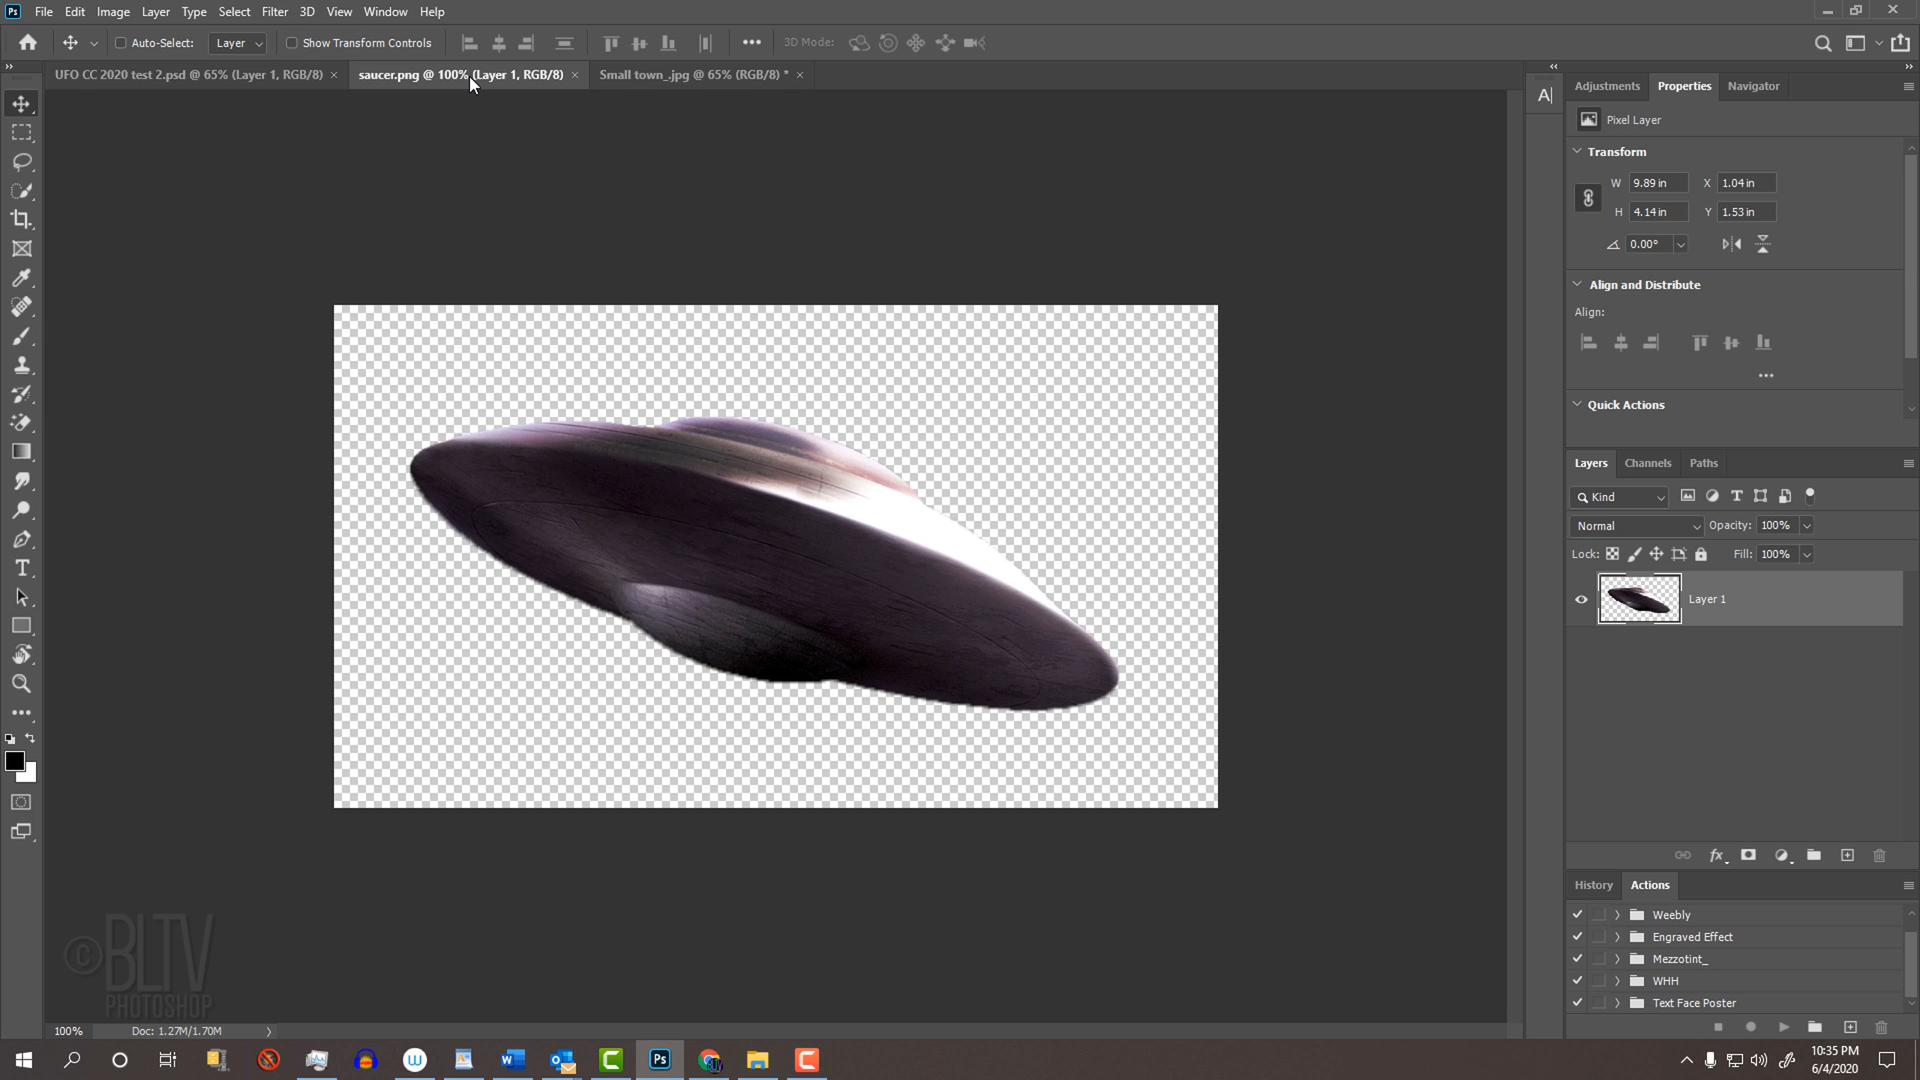 Ps File Edit Image Layer Type Select Filter 3D View Window Help
Auto-Select: Layer Show Transform Controls 3D Mode:
UFO CC 2020 test 2.psd @ 65% (Layer 1, RGB/8) × saucer.png @ 100% (Layer 1, RGB/8) × Small town_.jpg @ 65% (RGB/8) * ×
A|
Adjustments Properties Navigator
Pixel Layer
Transform
W 9.89 in X 1.04 in
H 4.14 in Y 1.53 in
0.00°
Align and Distribute
Align:
Quick Actions
Layers Channels Paths
Kind
Normal Opacity: 100%
Lock: Fill: 100%
Layer 1
History Actions
Weebly
Engraved Effect
Mezzotint_
WHH
Text Face Poster
©BLTV
PHOTOSHOP
100% Doc: 1.27M/1.70M
10:35 PM
6/4/2020